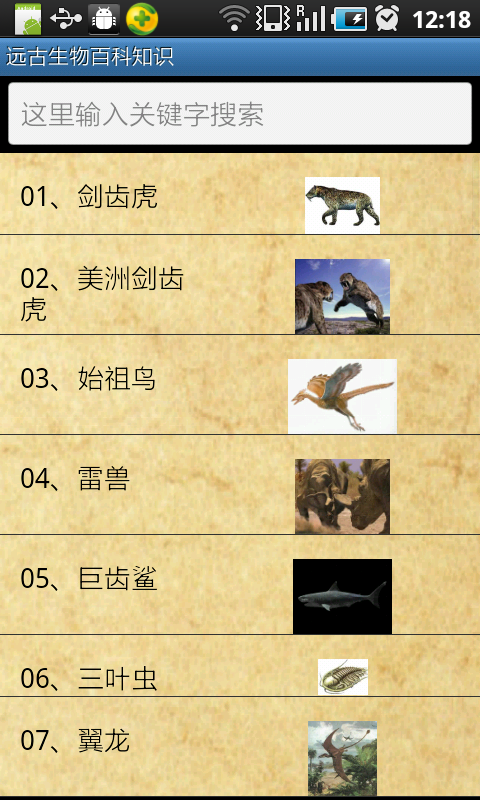 R
12:18
远古生物百科知识
这里输入关键字搜索
01、剑齿虎
02、美洲剑齿
虎
03、始祖鸟
04、雷兽
05、巨齿鲨
06、三叶虫
07、翼龙